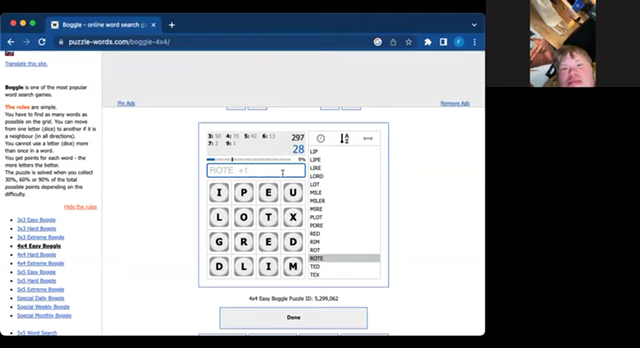 Boggle - online word search g
puzzle-words.com/boggle-4x4/
Translate this site.
Boggle is one of the most popular
word search games.
The rules are simple.
You have to find as many words as
possible on the grid. You can move
from one letter (dice) to another if it
is a neighbour (in all directions).
You cannot use a letter (dice) more
than once in a word.
You get points for each word - the
more letters the better.
The puzzle is solved when you collect
30%, 60% or 90% of the total
possible points depending on the
difficulty.
Hide the rules
3x3 Easy Boggle
3x3 Hard Boggle
3x3 Extreme Boggle
4x4 Easy Boggle
4x4 Hard Boggle
4x4 Extreme Boggle
5x5 Easy Boggle
5x5 Hard Boggle
5x5 Extreme Boggle
Special Daily Boggle
Special Weekly Boggle
Special Monthly Boggle
5x5 Word Search
Pin Ads
Remove Ads
297
28
9%
ROTE +1
I P E U
L O T X
G R E D
D L I M
A
Z
LIP
LIPE
LIRE
LORD
LOT
MILE
MILER
MIRE
PLOT
PORE
RED
RIM
ROT
ROTE
TED
TEX
4x4 Easy Boggle Puzzle ID: 5,299,062
Done